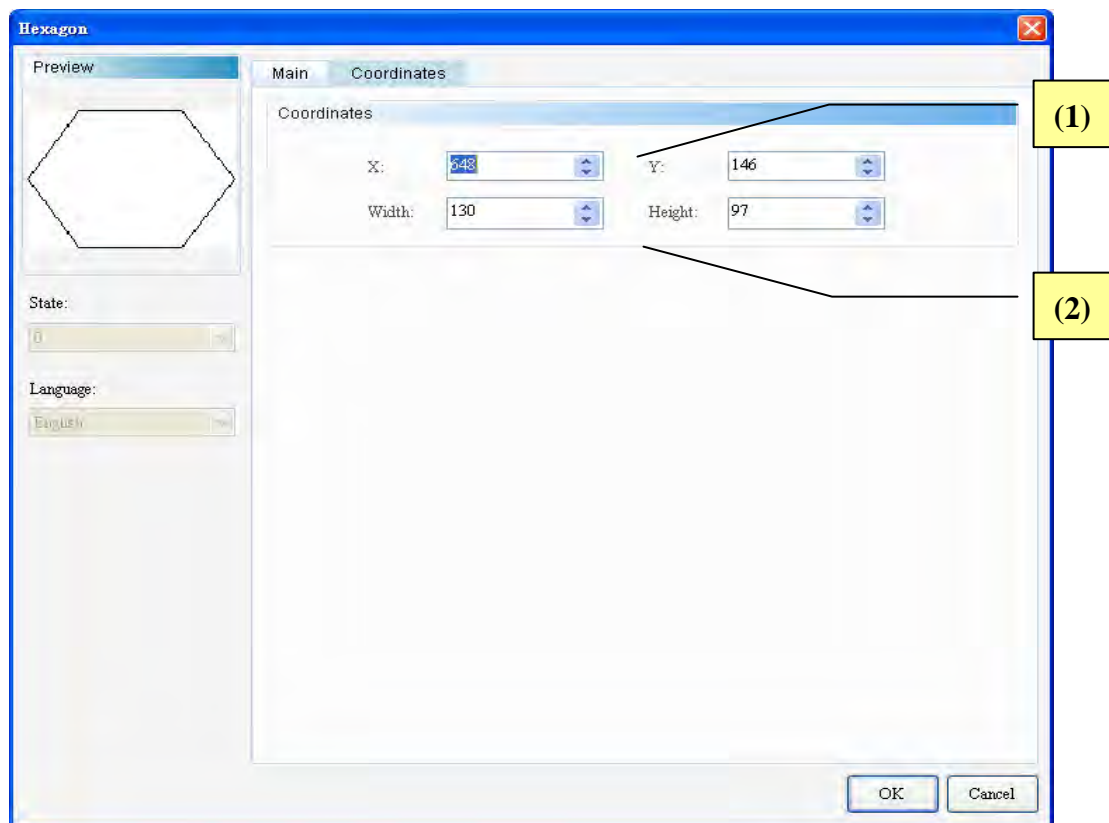 Hexagon
Preview
Main Coordinates
Coordinates
X: 648 Y: 146
Width: 130 Height: 97
State:
0
Language:
English
OK Cancel
(1)
(2)